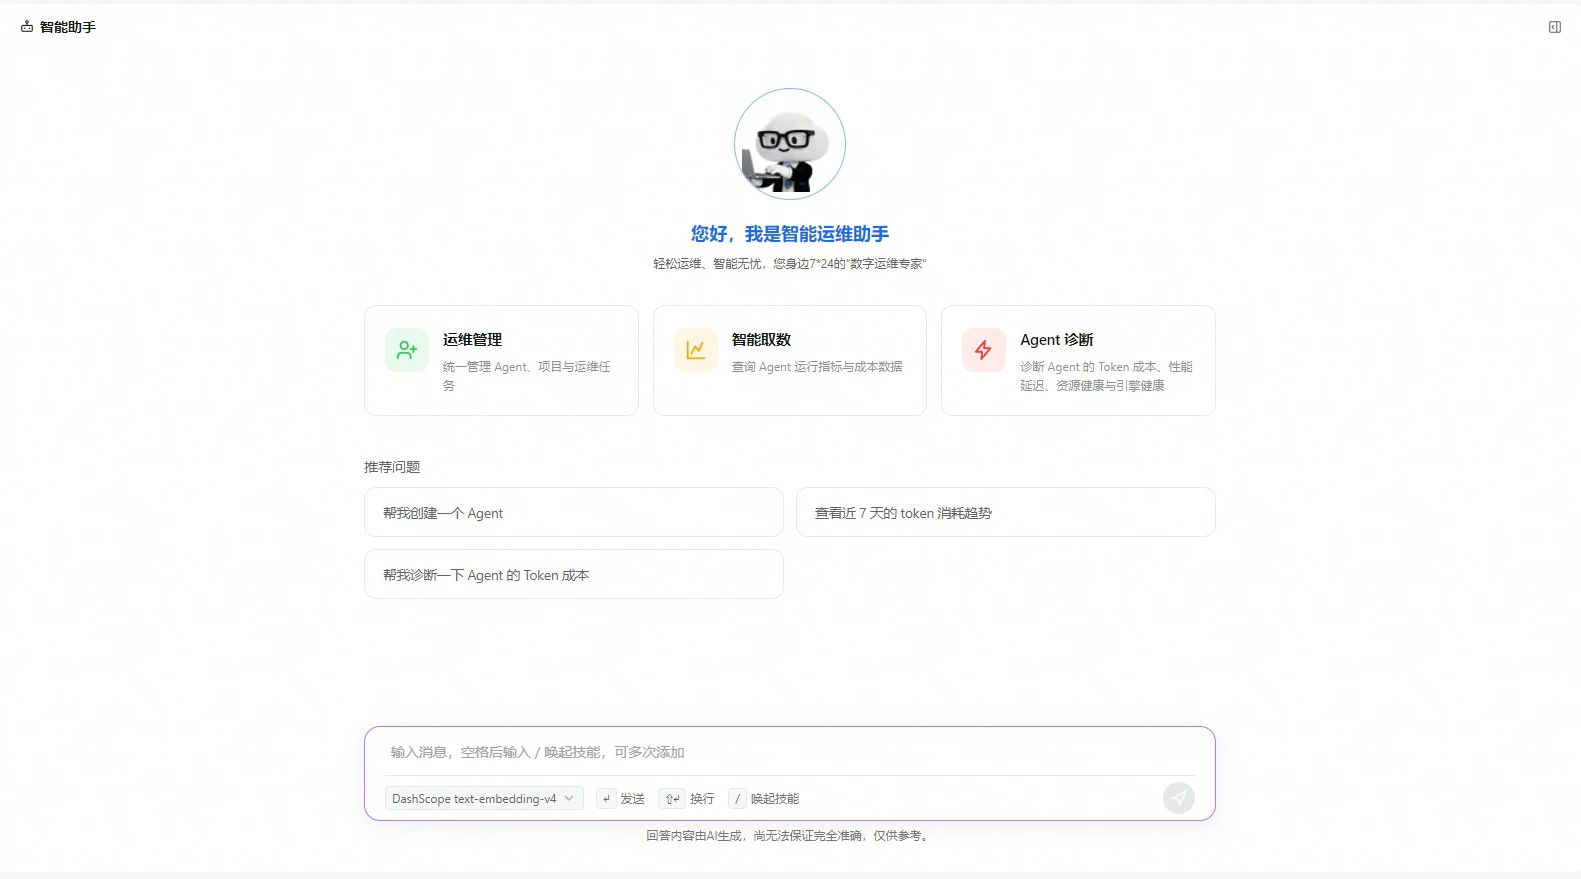 智能助手
您好，我是智能运维助手
轻松运维、智能无忧，您身边7*24的“数字运维专家”
运维管理
统一管理 Agent、项目与运维任
务
智能取数
查询 Agent 运行指标与成本数据
Agent 诊断
诊断 Agent 的 Token 成本、性能
延迟、资源健康与引擎健康
推荐问题
帮我创建一个 Agent
查看近 7 天的 token 消耗趋势
帮我诊断一下 Agent 的 Token 成本
输入消息，空格后输入 / 唤起技能，可多次添加
DashScope text-embedding-v4 ↵ 发送 ⇧↵ 换行 / 唤起技能
回答内容由AI生成，尚无法保证完全准确，仅供参考。